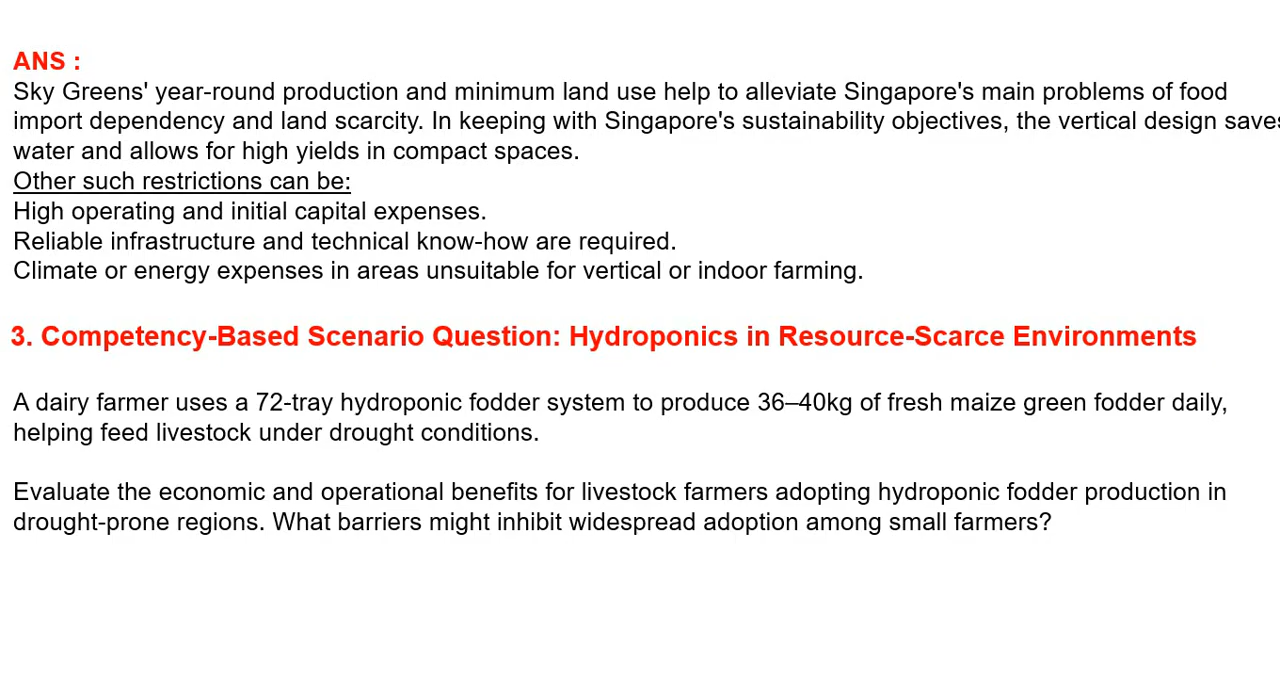 ANS :
Sky Greens' year-round production and minimum land use help to alleviate Singapore's main problems of food
import dependency and land scarcity. In keeping with Singapore's sustainability objectives, the vertical design saves
water and allows for high yields in compact spaces.
Other such restrictions can be:
High operating and initial capital expenses.
Reliable infrastructure and technical know-how are required.
Climate or energy expenses in areas unsuitable for vertical or indoor farming.
3. Competency-Based Scenario Question: Hydroponics in Resource-Scarce Environments
A dairy farmer uses a 72-tray hydroponic fodder system to produce 36–40kg of fresh maize green fodder daily,
helping feed livestock under drought conditions.
Evaluate the economic and operational benefits for livestock farmers adopting hydroponic fodder production in
drought-prone regions. What barriers might inhibit widespread adoption among small farmers?